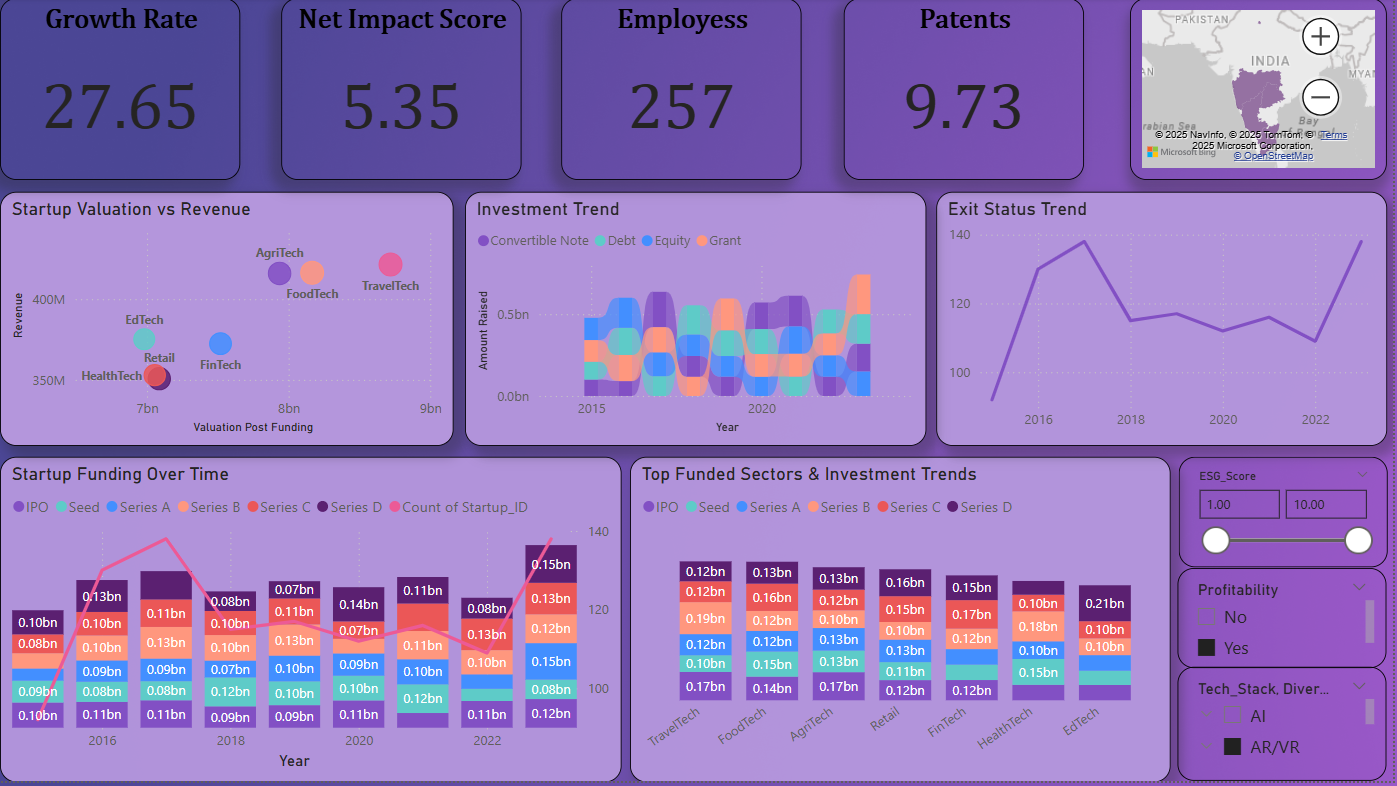 Growth Rate
27.65
Net Impact Score
5.35
Employess
257
Patents
9.73
PAKISTAN
INDIA
MYAN
Bay
© 2025 NavInfo, © 2025 TomTom, © Terms
2025 Microsoft Corporation,
Microsoft Bing
© OpenStreetMap
Startup Valuation vs Revenue
Revenue
400M
350M
AgriTech
FoodTech
TravelTech
EdTech
Retail
FinTech
HealthTech
7bn 8bn 9bn
Valuation Post Funding
Investment Trend
Convertible Note Debt Equity Grant
Amount Raised
0.5bn
0.0bn
2015 2020
Year
Exit Status Trend
140
120
100
2016 2018 2020 2022
Startup Funding Over Time
IPO Seed Series A Series B Series C Series D Count of Startup_ID
140
120
100
0.10bn
0.08bn
0.09bn
0.10bn
0.13bn
0.10bn
0.10bn
0.09bn
0.08bn
0.11bn
0.11bn
0.13bn
0.09bn
0.08bn
0.11bn
0.08bn
0.10bn
0.10bn
0.07bn
0.12bn
0.09bn
0.07bn
0.11bn
0.13bn
0.10bn
0.10bn
0.09bn
0.14bn
0.07bn
0.11bn
0.09bn
0.10bn
0.11bn
0.11bn
0.11bn
0.10bn
0.12bn
0.08bn
0.13bn
0.10bn
0.11bn
0.15bn
0.13bn
0.12bn
0.15bn
0.08bn
0.12bn
2016 2018 2020 2022
Year
Top Funded Sectors & Investment Trends
IPO Seed Series A Series B Series C Series D
0.12bn
0.12bn
0.19bn
0.12bn
0.10bn
0.17bn
0.13bn
0.16bn
0.12bn
0.12bn
0.15bn
0.14bn
0.13bn
0.12bn
0.10bn
0.13bn
0.13bn
0.17bn
0.16bn
0.15bn
0.10bn
0.13bn
0.11bn
0.12bn
0.15bn
0.17bn
0.12bn
0.12bn
0.10bn
0.18bn
0.10bn
0.15bn
0.21bn
0.10bn
0.10bn
TravelTech FoodTech AgriTech Retail FinTech HealthTech EdTech
ESG_Score
1.00 10.00
Profitability
No
Yes
Tech_Stack, Diver...
AI
AR/VR